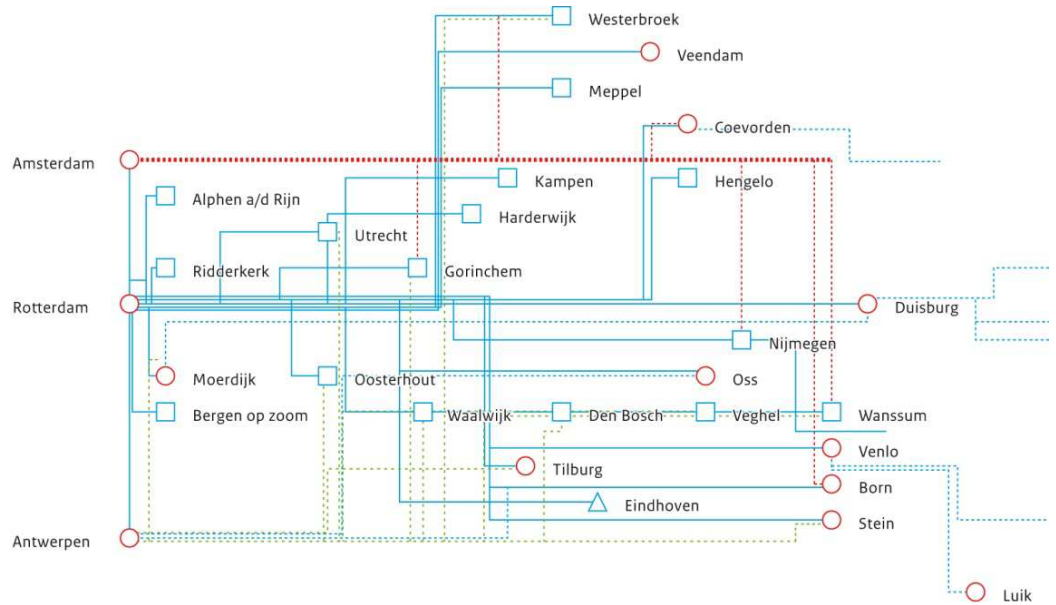 Westerbroek
Veendam
Meppel
Coevorden
Amsterdam
Kampen
Hengelo
Alphen a/d Rijn
Harderwijk
Utrecht
Ridderkerk
Gorinchem
Rotterdam
Duisburg
Nijmegen
Moerdijk
Oosterhout
Oss
Bergen op zoom
Waalwijk
Den Bosch
Veghel
Wanssum
Venlo
Tilburg
Born
Eindhoven
Stein
Antwerpen
Luik